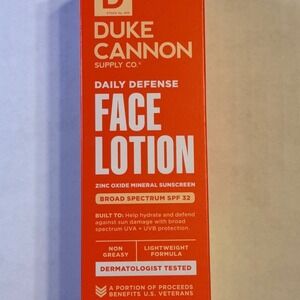 D
DUKE
CANNON
SUPPLY CO.®
DAILY DEFENSE
FACE
LOTION
ZINC OXIDE MINERAL SUNSCREEN
BROAD SPECTRUM SPF 32
BUILT TO: Help hydrate and defend
against sun damage with broad
spectrum UVA + UVB protection.
NON LIGHTWEIGHT
GREASY FORMULA
DERMATOLOGIST TESTED
A PORTION OF PROCEEDS
BENEFITS U.S. VETERANS